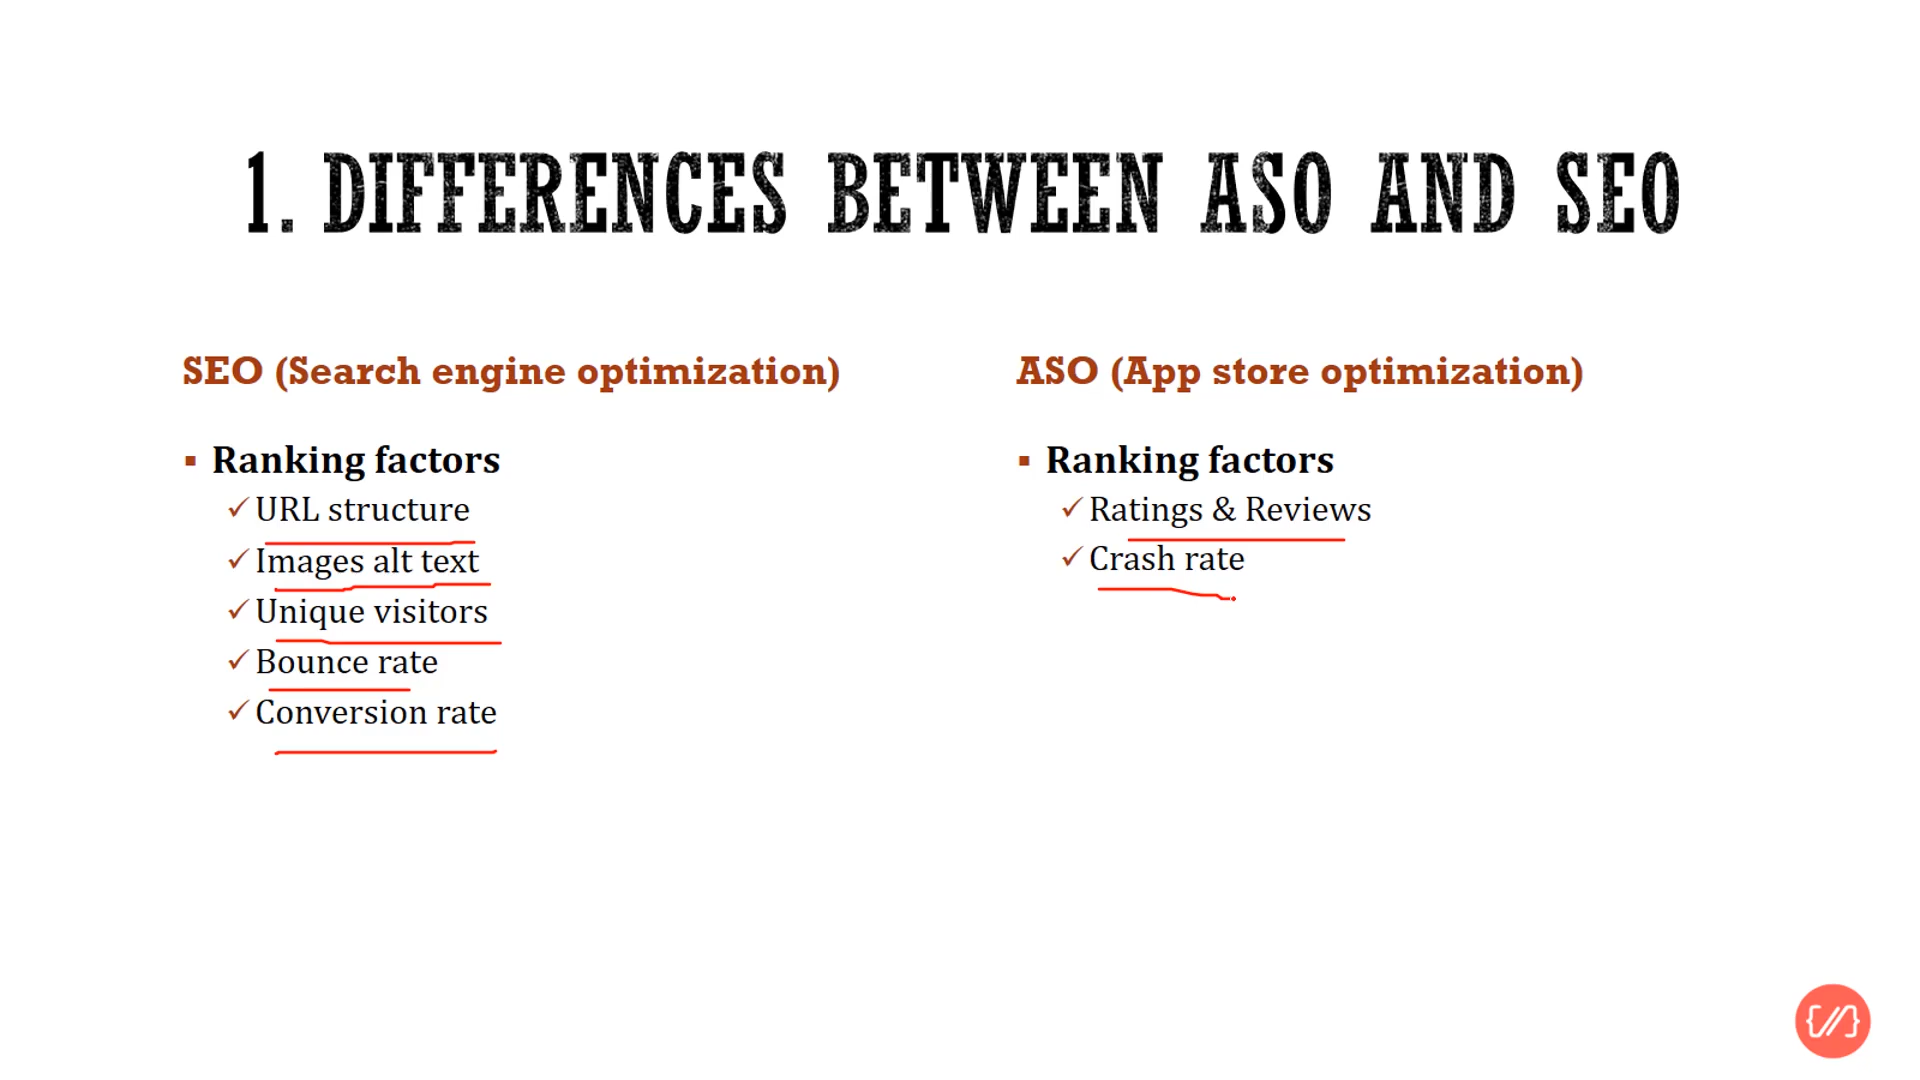 1. DIFFERENCES BETWEEN ASO AND SEO
SEO (Search engine optimization)
▪ Ranking factors
✓ URL structure
✓ Images alt text
✓ Unique visitors
✓ Bounce rate
✓ Conversion rate
ASO (App store optimization)
▪ Ranking factors
✓ Ratings & Reviews
✓ Crash rate
{//}